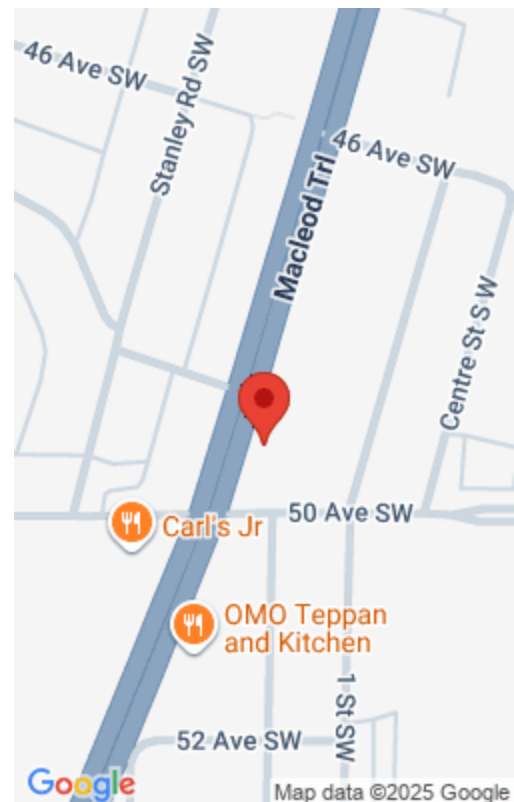 46 Ave SW
Stanley Rd SW
46 Ave SW
Macleod Trl
Centre St S W
50 Ave SW
Carl's Jr
OMO Teppan
and Kitchen
1 St SW
52 Ave SW
Google
Map data ©2025 Google